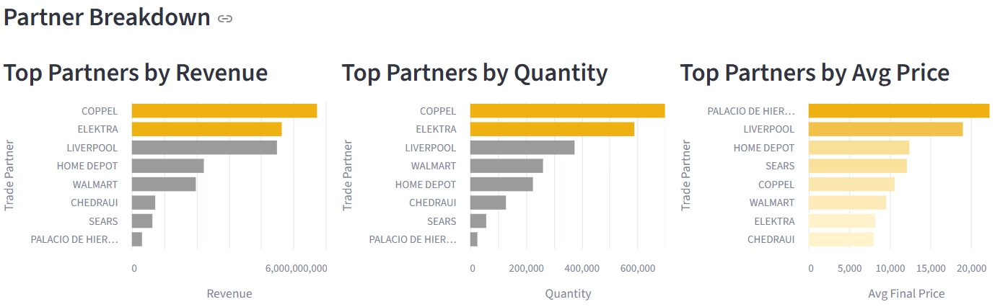 Partner Breakdown
Top Partners by Revenue
Trade Partner
COPPEL
ELEKTRA
LIVERPOOL
HOME DEPOT
WALMART
CHEDRAUI
SEARS
PALACIO DE HIER…
0
6,000,000,000
Revenue
Top Partners by Quantity
Trade Partner
COPPEL
ELEKTRA
LIVERPOOL
WALMART
HOME DEPOT
CHEDRAUI
SEARS
PALACIO DE HIER…
0
200,000
400,000
600,000
Quantity
Top Partners by Avg Price
Trade Partner
PALACIO DE HIER…
LIVERPOOL
HOME DEPOT
SEARS
COPPEL
WALMART
ELEKTRA
CHEDRAUI
0
5,000
10,000
15,000
20,000
Avg Final Price